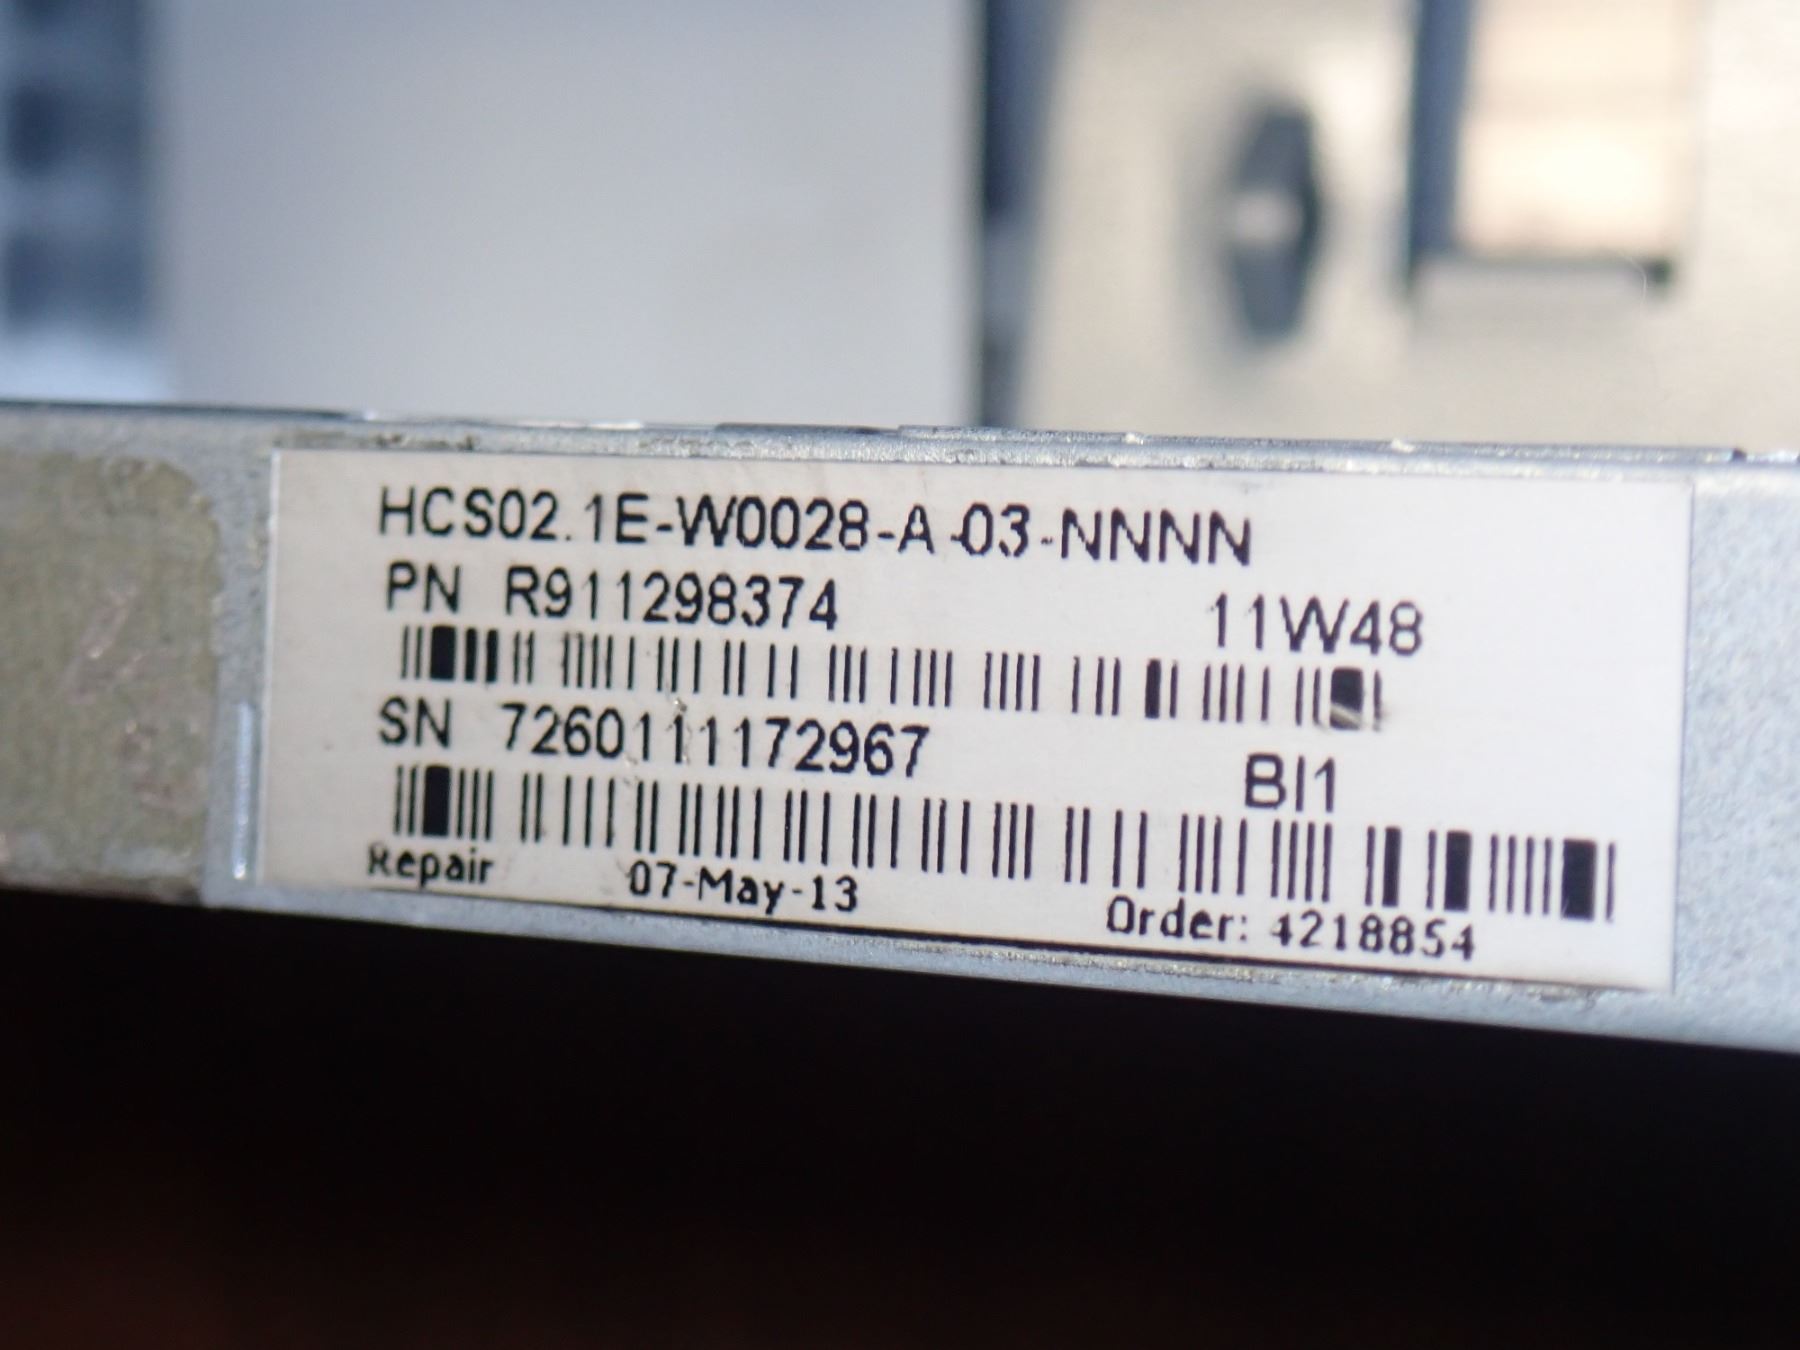 HCS02.1E-W0028-A-03-NNNN
PN R911298374 11W48
SN 7260111172967 BI1
Repair 07-May-13 Order: 4218854